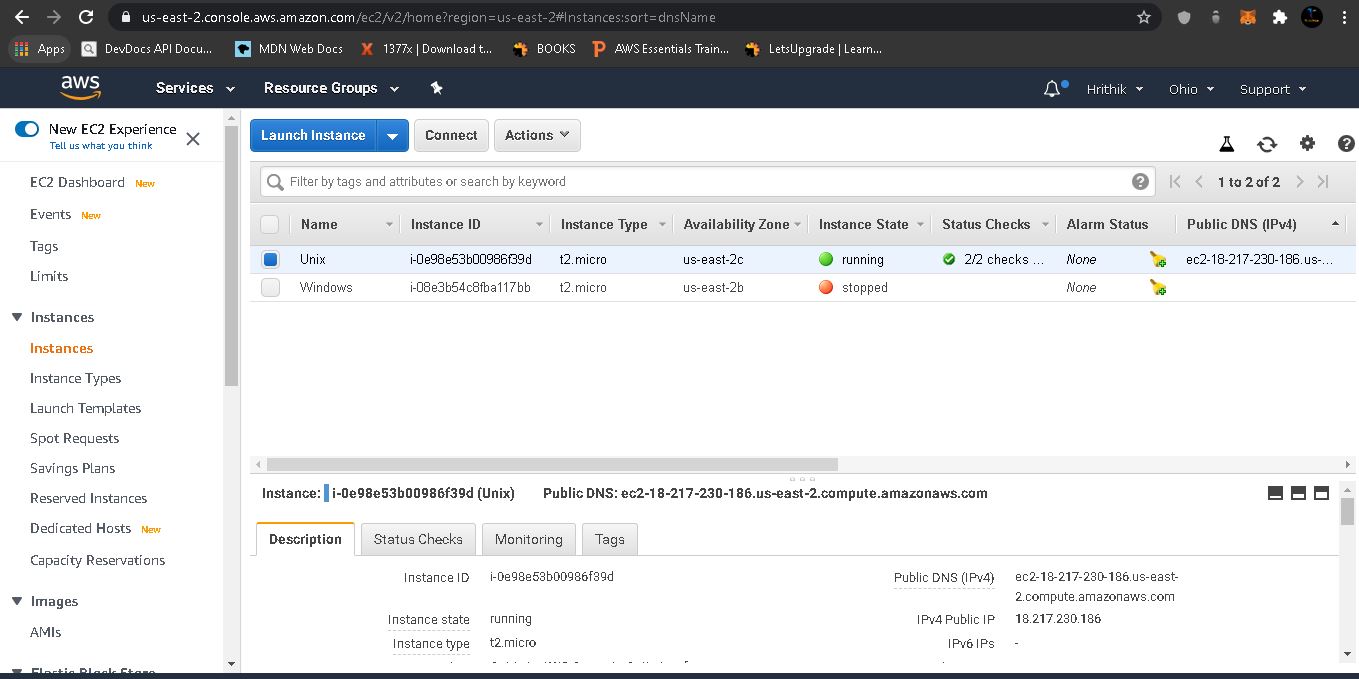 us-east-2.console.aws.amazon.com/ec2/v2/home?region=us-east-2#Instances:sort=dnsName
Apps DevDocs API Docu... MDN Web Docs 1377x | Download t... BOOKS AWS Essentials Train... LetsUpgrade | Learn...
aws Services Resource Groups Hrithik Ohio Support
New EC2 Experience
Tell us what you think
EC2 Dashboard New
Events New
Tags
Limits
Instances
Instances
Instance Types
Launch Templates
Spot Requests
Savings Plans
Reserved Instances
Dedicated Hosts New
Capacity Reservations
Images
AMIs
Elastic Block Store
Launch Instance Connect Actions
Filter by tags and attributes or search by keyword 1 to 2 of 2
Name Instance ID Instance Type Availability Zone Instance State Status Checks Alarm Status Public DNS (IPv4)
Unix i-0e98e53b00986f39d t2.micro us-east-2c running 2/2 checks ... None ec2-18-217-230-186.us-...
Windows i-08e3b54c8fba117bb t2.micro us-east-2b stopped None
Instance: i-0e98e53b00986f39d (Unix) Public DNS: ec2-18-217-230-186.us-east-2.compute.amazonaws.com
Description Status Checks Monitoring Tags
Instance ID i-0e98e53b00986f39d Public DNS (IPv4) ec2-18-217-230-186.us-east-
2.compute.amazonaws.com
Instance state running IPv4 Public IP 18.217.230.186
Instance type t2.micro IPv6 IPs -